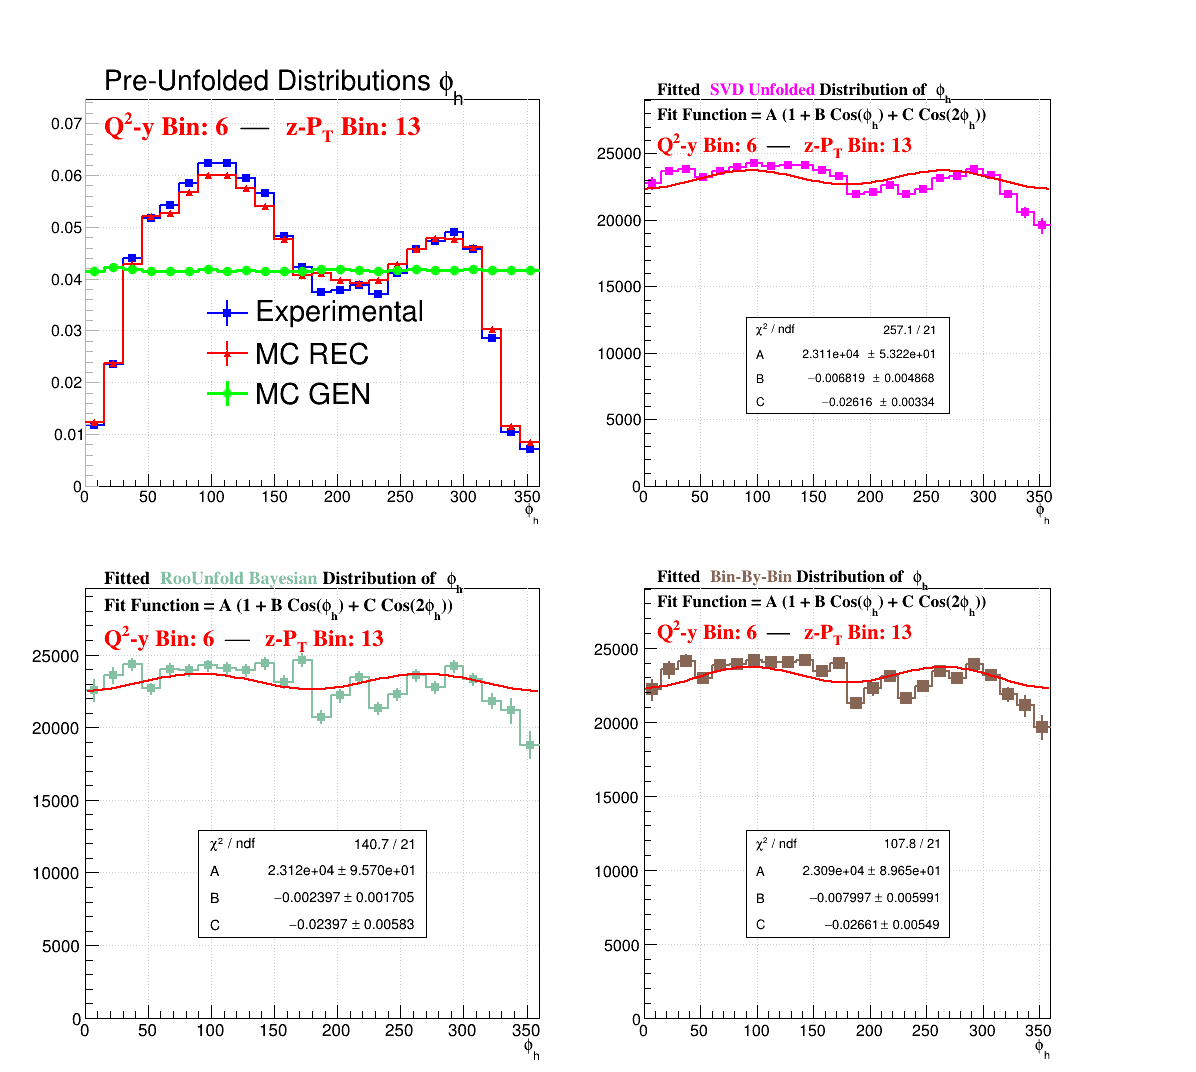 Pre-Unfolded Distributions ϕh
Q2-y Bin: 6 — z-PT Bin: 13
0.07
0.06
0.05
0.04
0.03
0.02
0.01
0
Experimental
MC REC
MC GEN
0 50 100 150 200 250 300 350
ϕh
Fitted SVD Unfolded Distribution of ϕh
Fit Function = A (1 + B Cos(ϕh) + C Cos(2ϕh))
Q2-y Bin: 6 — z-PT Bin: 13
25000
20000
15000
10000
5000
0
χ2 / ndf 257.1 / 21
A 2.311e+04 ± 5.322e+01
B −0.006819 ± 0.004868
C −0.02616 ± 0.00334
0 50 100 150 200 250 300 350
ϕh
Fitted RooUnfold Bayesian Distribution of ϕh
Fit Function = A (1 + B Cos(ϕh) + C Cos(2ϕh))
Q2-y Bin: 6 — z-PT Bin: 13
25000
20000
15000
10000
5000
0
χ2 / ndf 140.7 / 21
A 2.312e+04 ± 9.570e+01
B −0.002397 ± 0.001705
C −0.02397 ± 0.00583
0 50 100 150 200 250 300 350
ϕh
Fitted Bin-By-Bin Distribution of ϕh
Fit Function = A (1 + B Cos(ϕh) + C Cos(2ϕh))
Q2-y Bin: 6 — z-PT Bin: 13
25000
20000
15000
10000
5000
0
χ2 / ndf 107.8 / 21
A 2.309e+04 ± 8.965e+01
B −0.007997 ± 0.005991
C −0.02661 ± 0.00549
0 50 100 150 200 250 300 350
ϕh